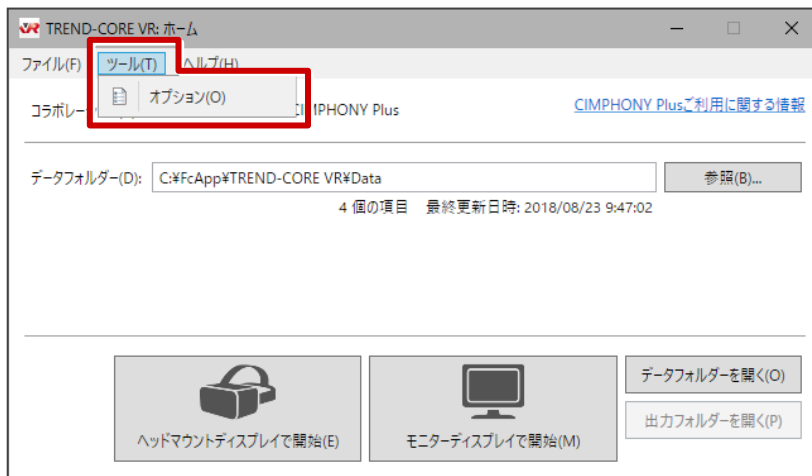 TREND-CORE VR: ホーム
ファイル(F) ツール(T) ヘルプ(H)
オプション(O)
コラボレー CIMPHONY Plus CIMPHONY Plusご利用に関する情報
データフォルダー(D): C:¥FcApp¥TREND-CORE VR¥Data 参照(B)...
4 個の項目 最終更新日時: 2018/08/23 9:47:02
データフォルダーを開く(O)
出力フォルダーを開く(P)
ヘッドマウントディスプレイで開始(E) モニターディスプレイで開始(M)